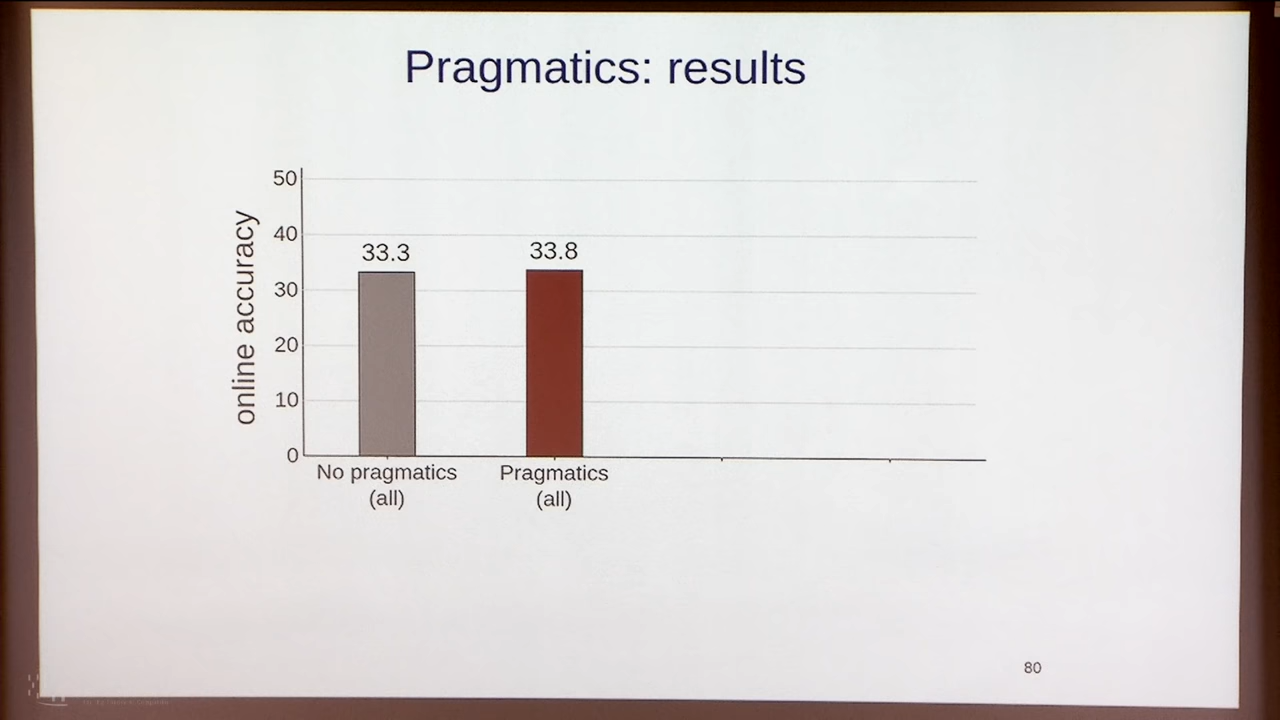 Pragmatics: results
online accuracy
50
40
30
20
10
0
33.3
33.8
No pragmatics
(all)
Pragmatics
(all)
80